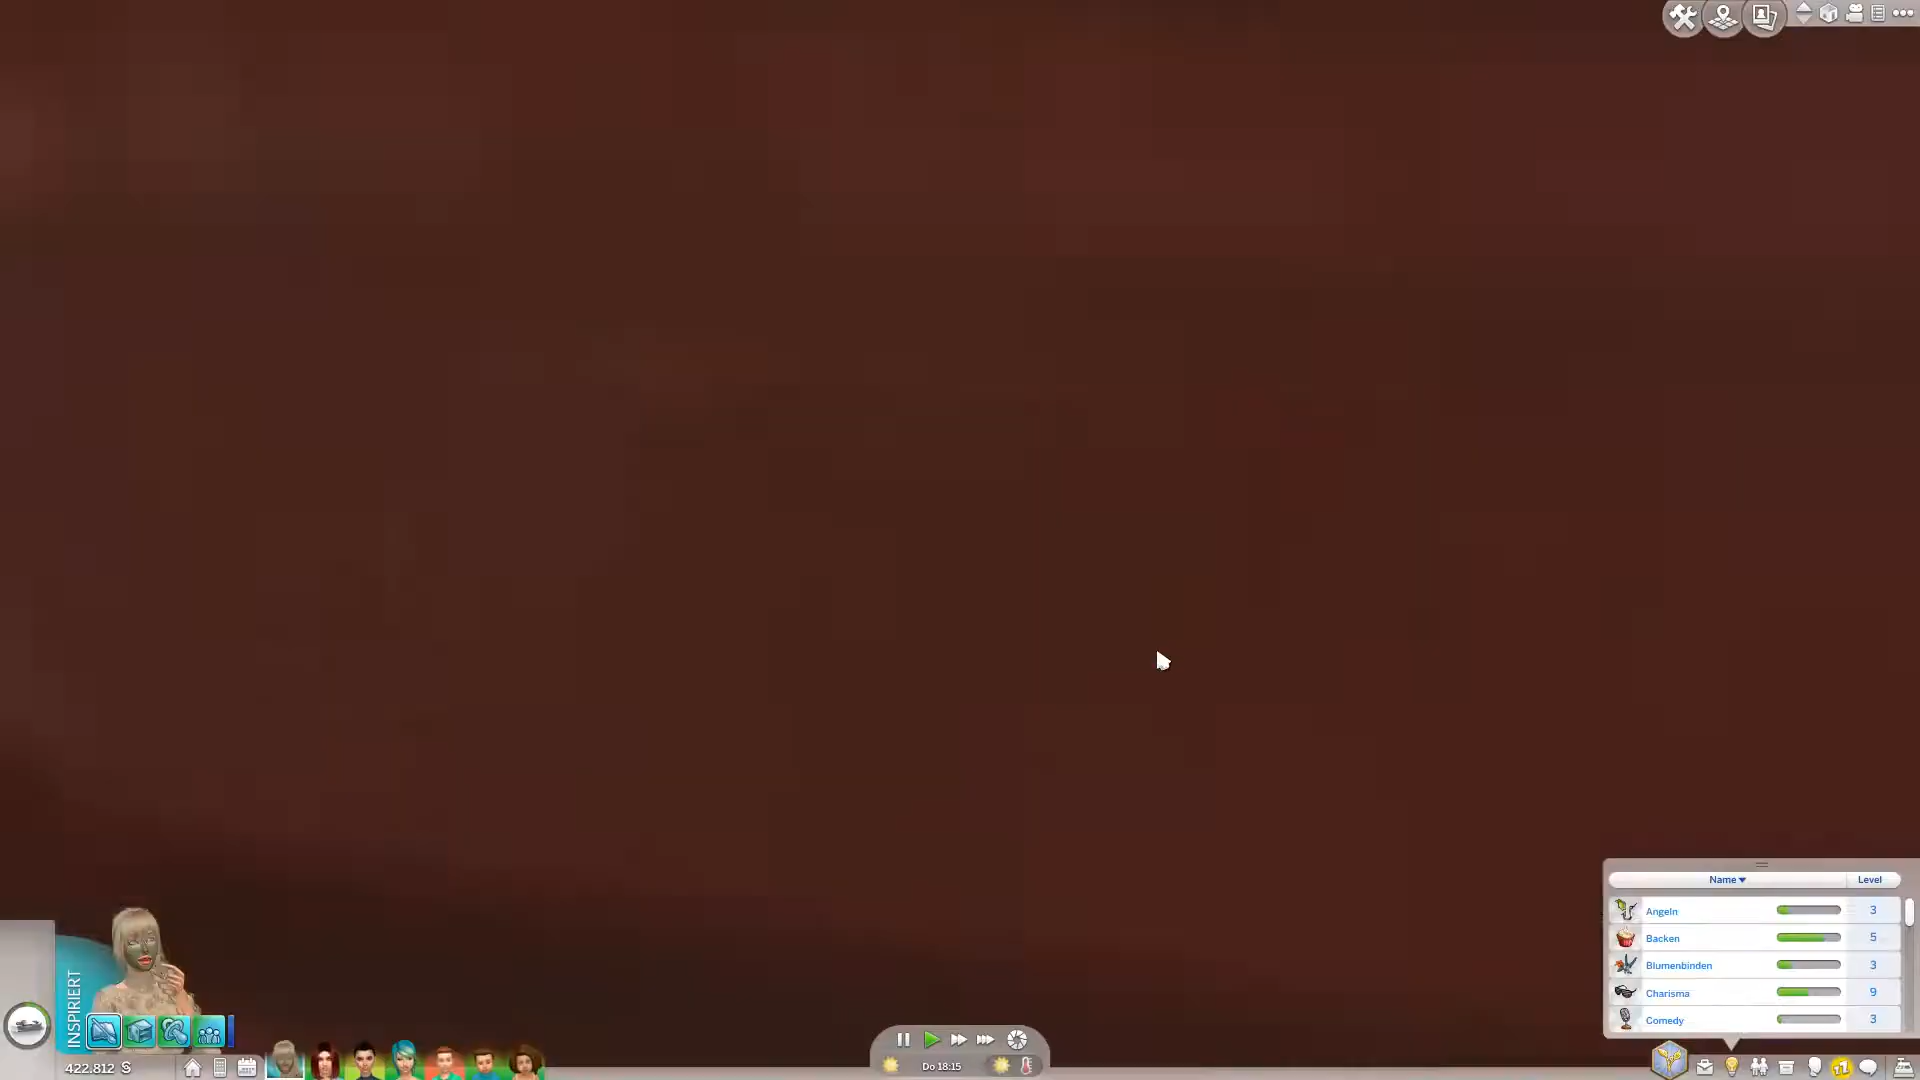 Name Level
Angeln 3
Backen 5
Blumenbinden 3
Charisma 9
Comedy 3
INSPIRIERT
422.812 S
Do 18:15